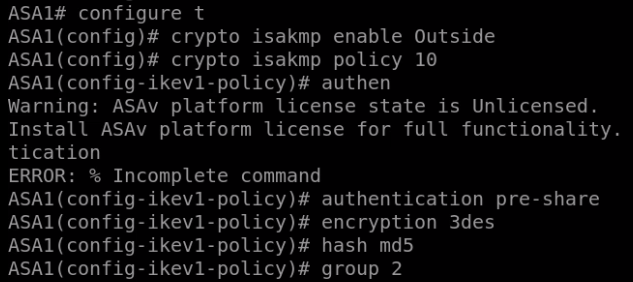 ASA1# configure t
ASA1(config)# crypto isakmp enable Outside
ASA1(config)# crypto isakmp policy 10
ASA1(config-ikev1-policy)# authen
Warning: ASAv platform license state is Unlicensed.
Install ASAv platform license for full functionality.
tication
ERROR: % Incomplete command
ASA1(config-ikev1-policy)# authentication pre-share
ASA1(config-ikev1-policy)# encryption 3des
ASA1(config-ikev1-policy)# hash md5
ASA1(config-ikev1-policy)# group 2